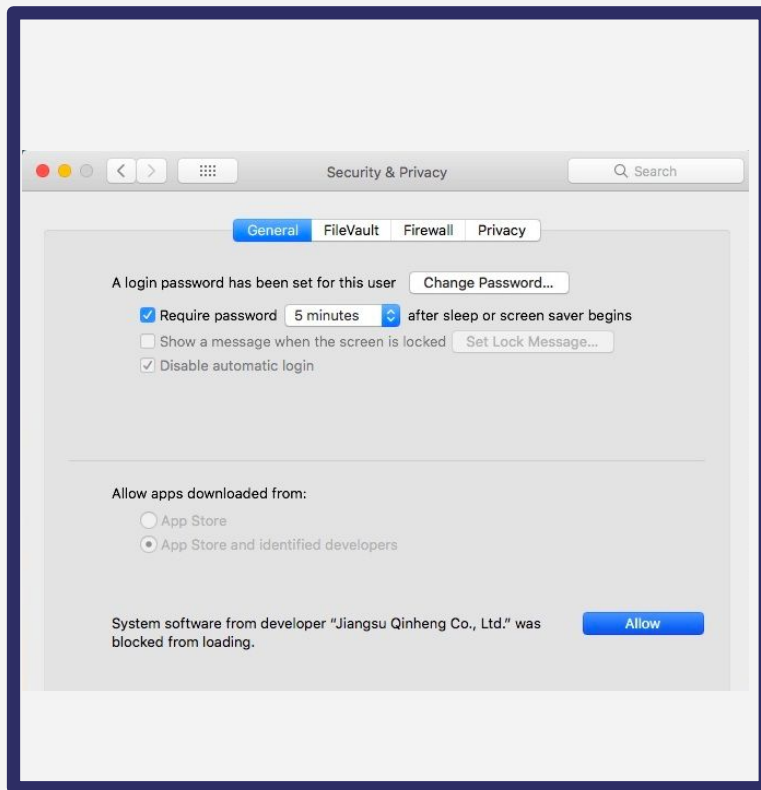 Security & Privacy
Search
General FileVault Firewall Privacy
A login password has been set for this user Change Password...
Require password 5 minutes after sleep or screen saver begins
Show a message when the screen is locked Set Lock Message...
Disable automatic login
Allow apps downloaded from:
App Store
App Store and identified developers
System software from developer “Jiangsu Qinheng Co., Ltd.” was
blocked from loading.
Allow